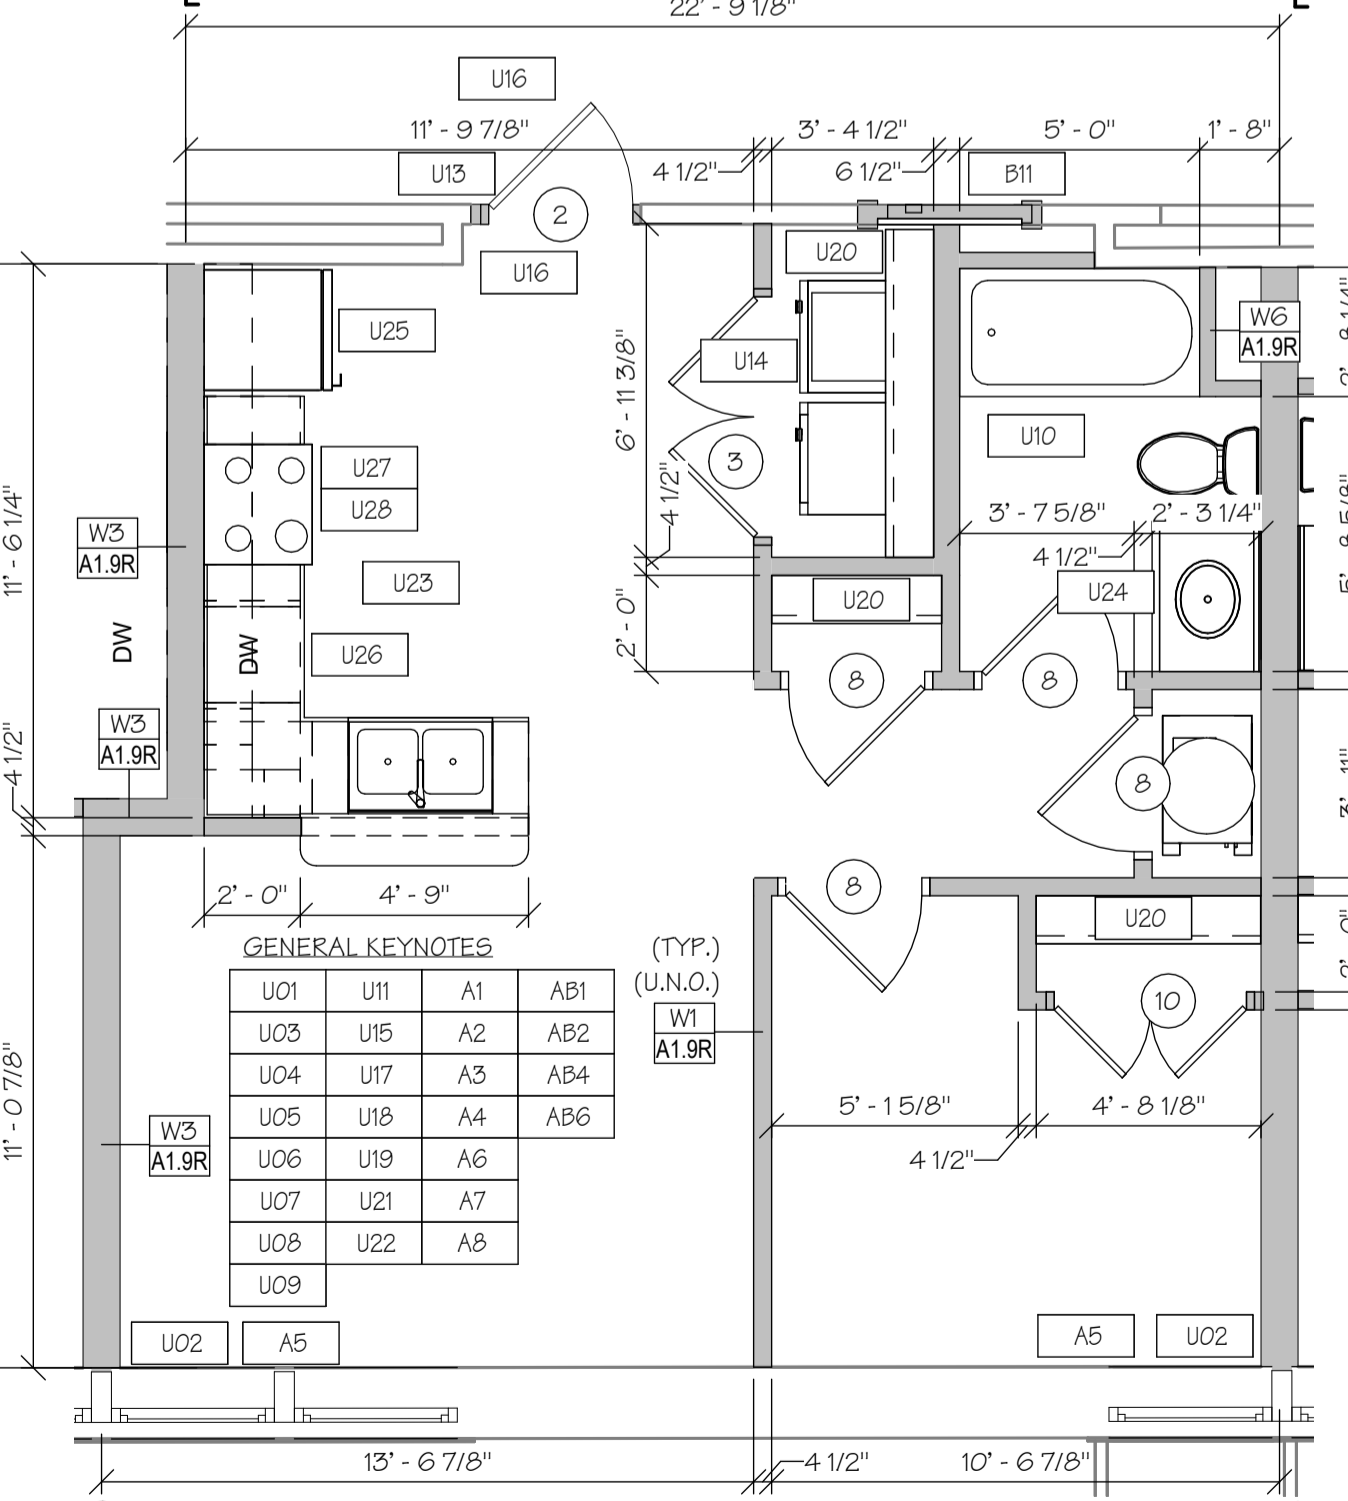 22' - 9 1/8"
U16
11' - 9 7/8"
3' - 4 1/2"
5' - 0"
1' - 8"
4 1/2"
6 1/2"
U13
B11
2
U16
U20
U25
W6
A1.9R
U14
6' - 11 3/8"
U10
3
U27
U28
4 1/2"
11' - 6 1/4"
3' - 7 5/8"
2' - 3 1/4"
W3
A1.9R
4 1/2"
U23
U24
U20
2' - 0"
DW
DW
U26
8
8
W3
A1.9R
4 1/2"
8
3' - 11"
8
2' - 0"
4' - 9"
U20
GENERAL KEYNOTES
(TYP.)
(U.N.O.)
U01 U11 A1 AB1
U03 U15 A2 AB2
U04 U17 A3 AB4
U05 U18 A4 AB6
U06 U19 A6
U07 U21 A7
U08 U22 A8
U09
W1
A1.9R
10
11' - 0 7/8"
5' - 1 5/8"
4' - 8 1/8"
4 1/2"
W3
A1.9R
U02
A5
A5
U02
13' - 6 7/8"
4 1/2"
10' - 6 7/8"